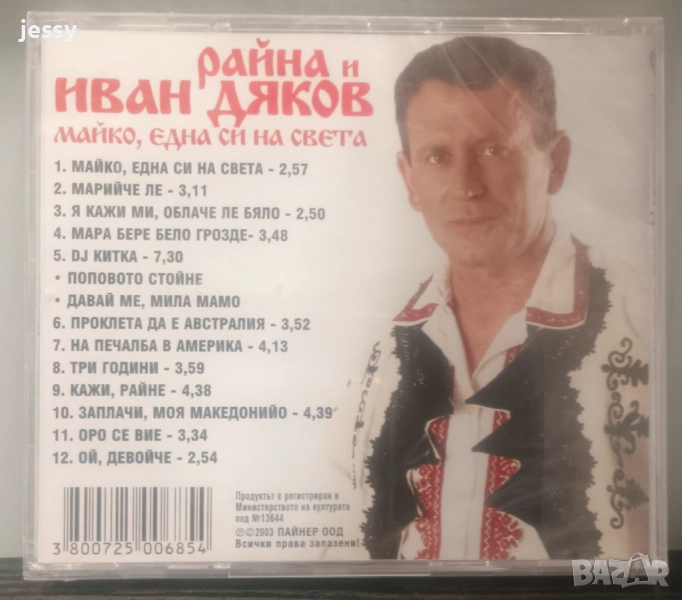 jessy
РАЙНА И
ИВАН ДЯКОВ
МАЙКО, ЕДНА СИ НА СВЕТА
1. МАЙКО, ЕДНА СИ НА СВЕТА - 2,57
2. МАРИЙЧЕ ЛЕ - 3,11
3. Я КАЖИ МИ, ОБЛАЧЕ ЛЕ БЯЛО - 2,50
4. МАРА БЕРЕ БЕЛО ГРОЗДЕ- 3,48
5. DJ КИТКА - 7,30
• ПОПОВОТО СТОЙНЕ
• ДАВАЙ МЕ, МИЛА МАМО
6. ПРОКЛЕТА ДА Е АВСТРАЛИЯ - 3,52
7. НА ПЕЧАЛБА В АМЕРИКА - 4,13
8. ТРИ ГОДИНИ - 3,59
9. КАЖИ, РАЙНЕ - 4,38
10. ЗАПЛАЧИ, МОЯ МАКЕДОНИЙО - 4,39
11. ОРО СЕ ВИЕ - 3,34
12. ОЙ, ДЕВОЙЧЕ - 2,54
Продуктът е регистриран в
Министерството на културата
под №13644
℗©2003 ПАЙНЕР ООД
Всички права запазени!
3 800725 006854
BAZAR